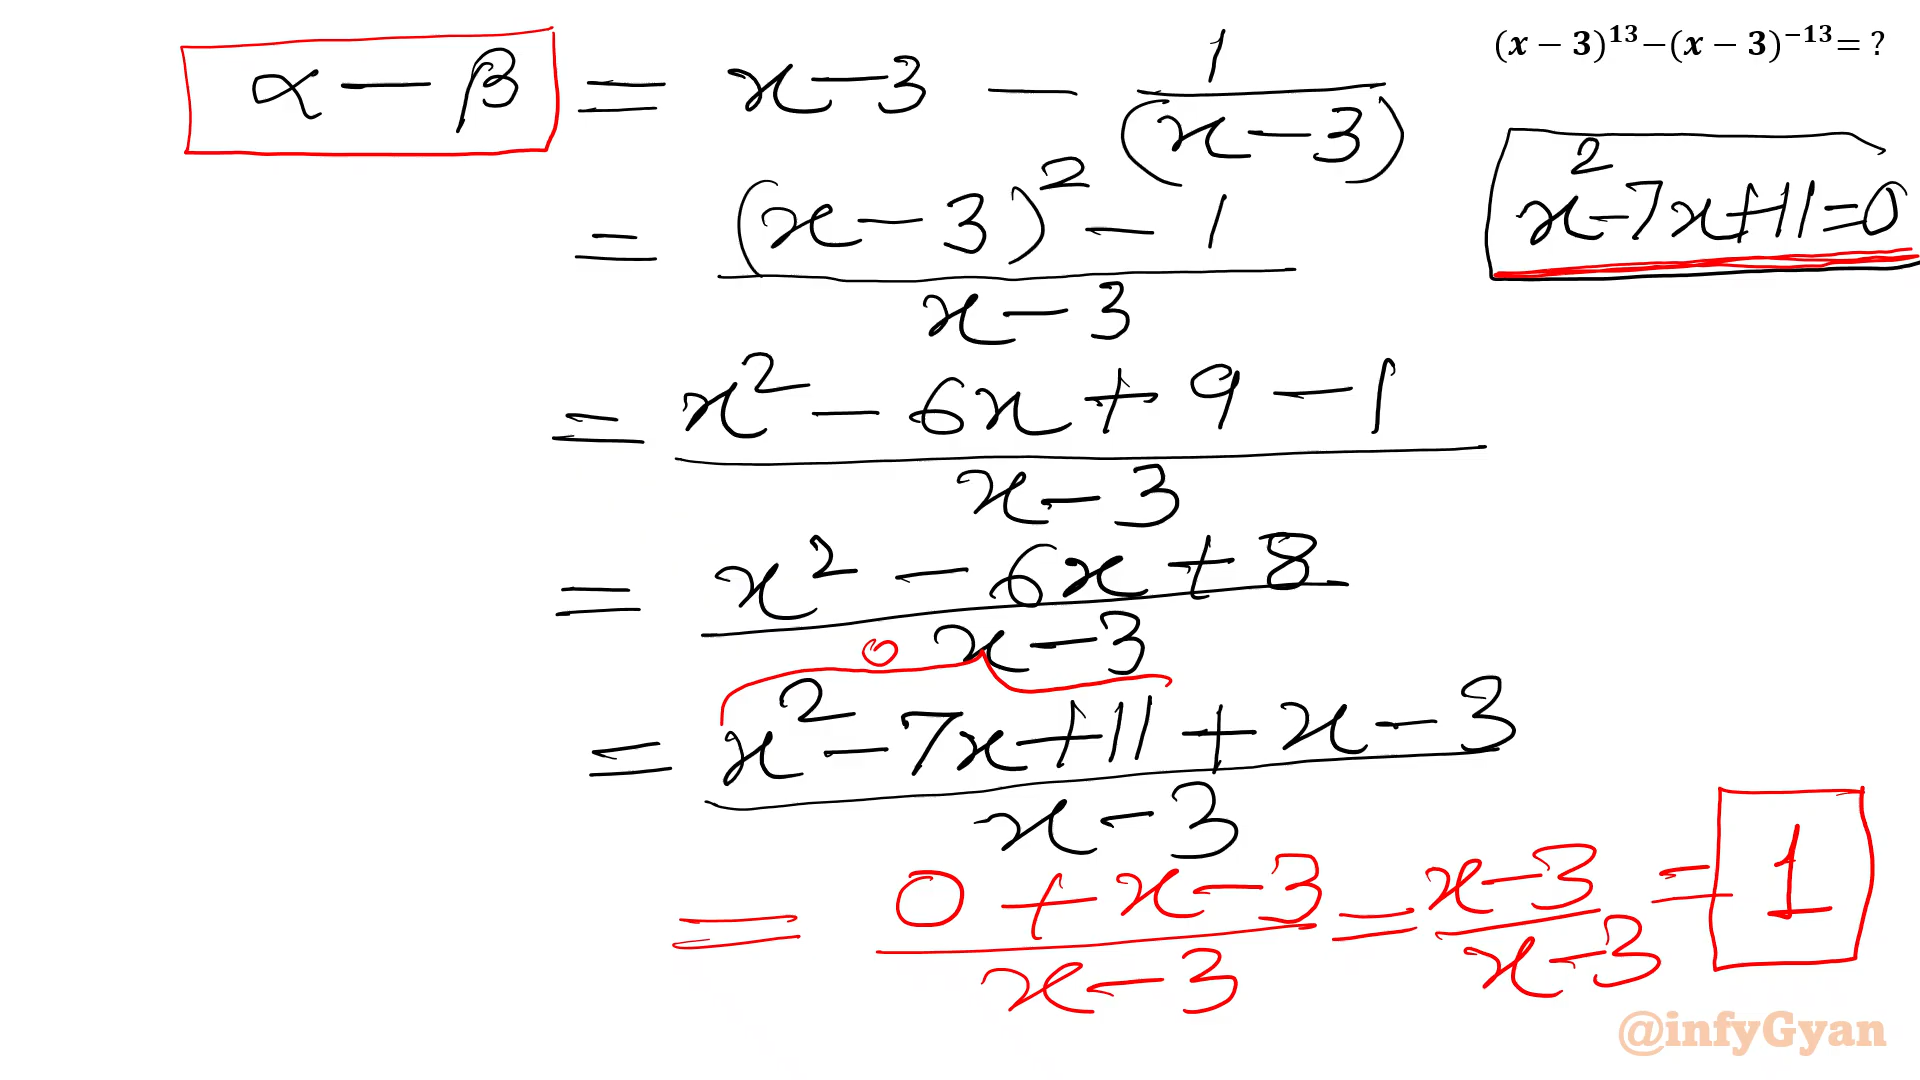 (x − 3)¹³−(x − 3)⁻¹³= ?
α − β = x − 3 − 1/(x − 3)
x² − 7x + 11 = 0
= ((x − 3)² − 1)/(x − 3)
= (x² − 6x + 9 − 1)/(x − 3)
= (x² − 6x + 8)/(x − 3)
0
= (x² − 7x + 11 + x − 3)/(x − 3)
= (0 + x − 3)/(x − 3) = (x − 3)/(x − 3) = 1
@infyGyan